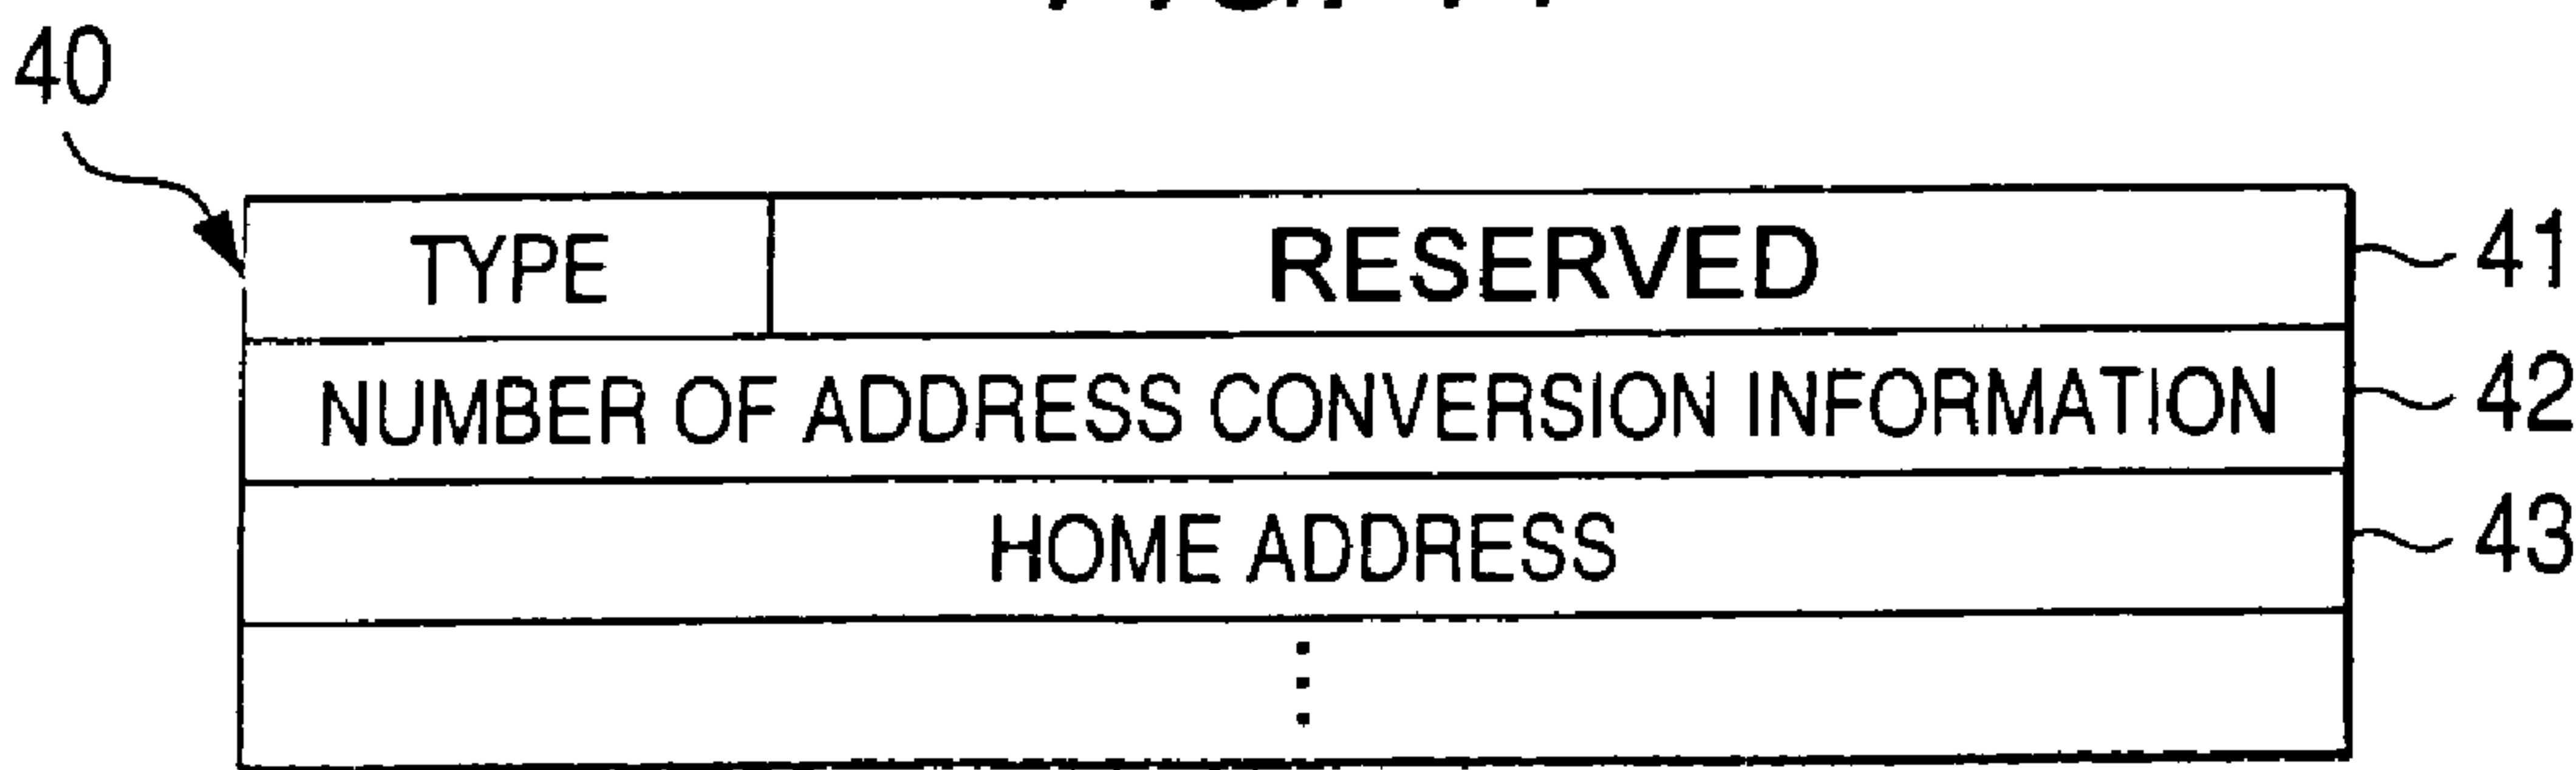 40
TYPE RESERVED 41
NUMBER OF ADDRESS CONVERSION INFORMATION 42
HOME ADDRESS 43